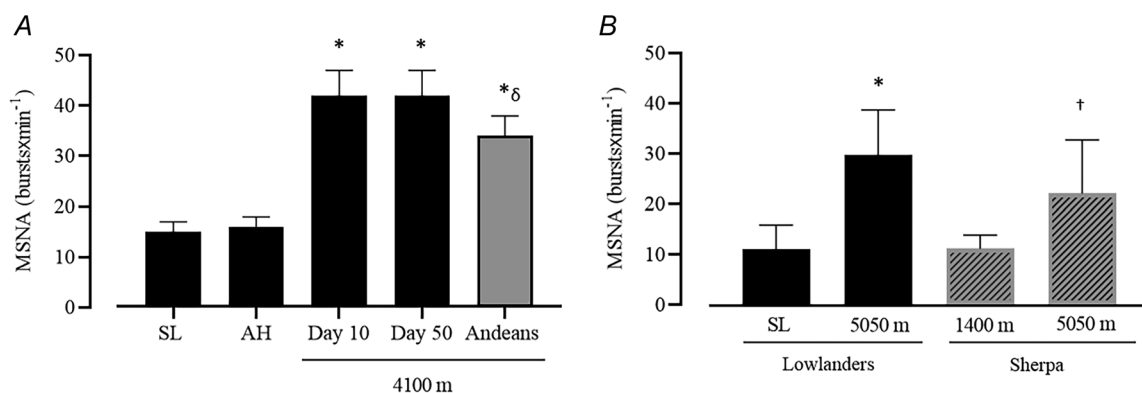 A
MSNA (burstsxmin-1)
50
40
30
20
10
0
* * *δ
SL AH Day 10 Day 50 Andeans
4100 m
B
MSNA (burstsxmin-1)
50
40
30
20
10
0
* †
SL 5050 m 1400 m 5050 m
Lowlanders Sherpa